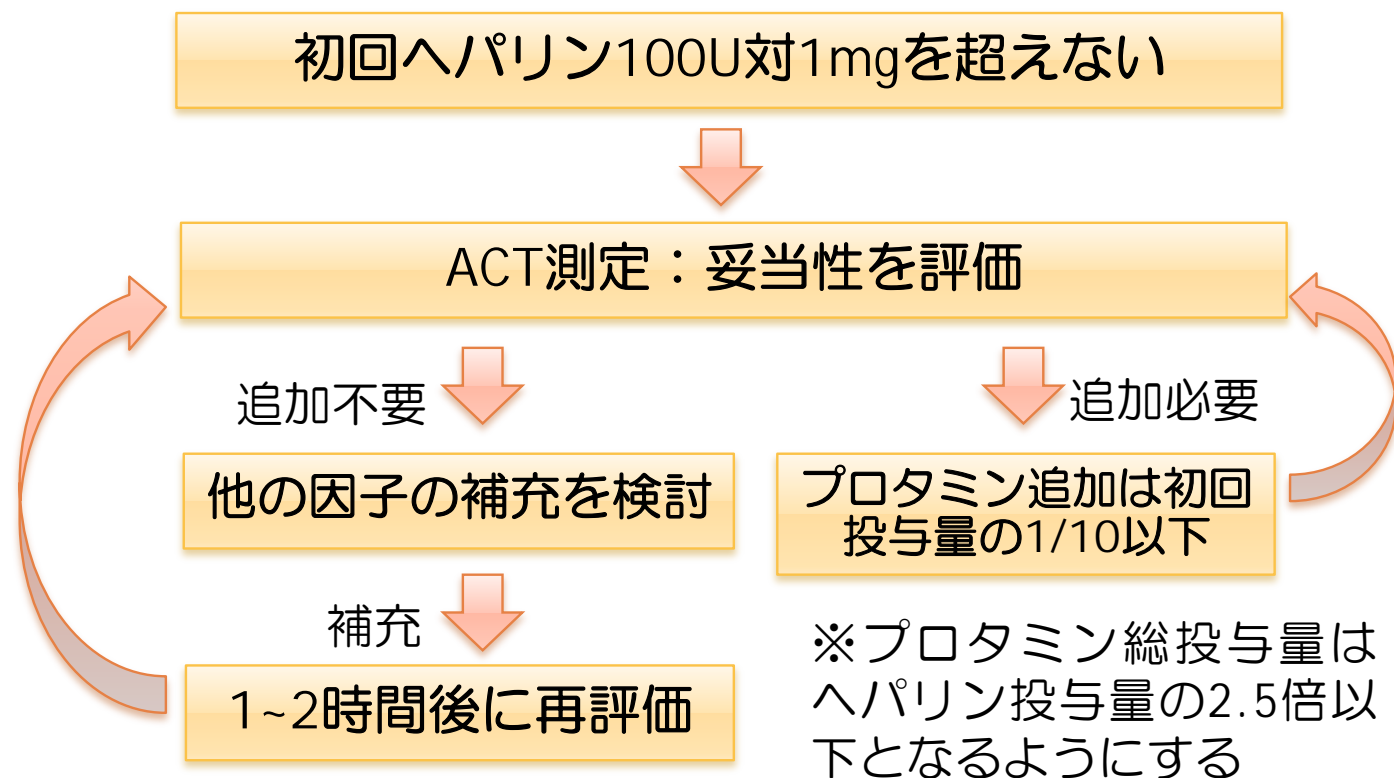 初回ヘパリン100U対1mgを超えない
ACT測定：妥当性を評価
追加不要
追加必要
他の因子の補充を検討
プロタミン追加は初回
投与量の1/10以下
補充
1~2時間後に再評価
※プロタミン総投与量は
ヘパリン投与量の2.5倍以
下となるようにする